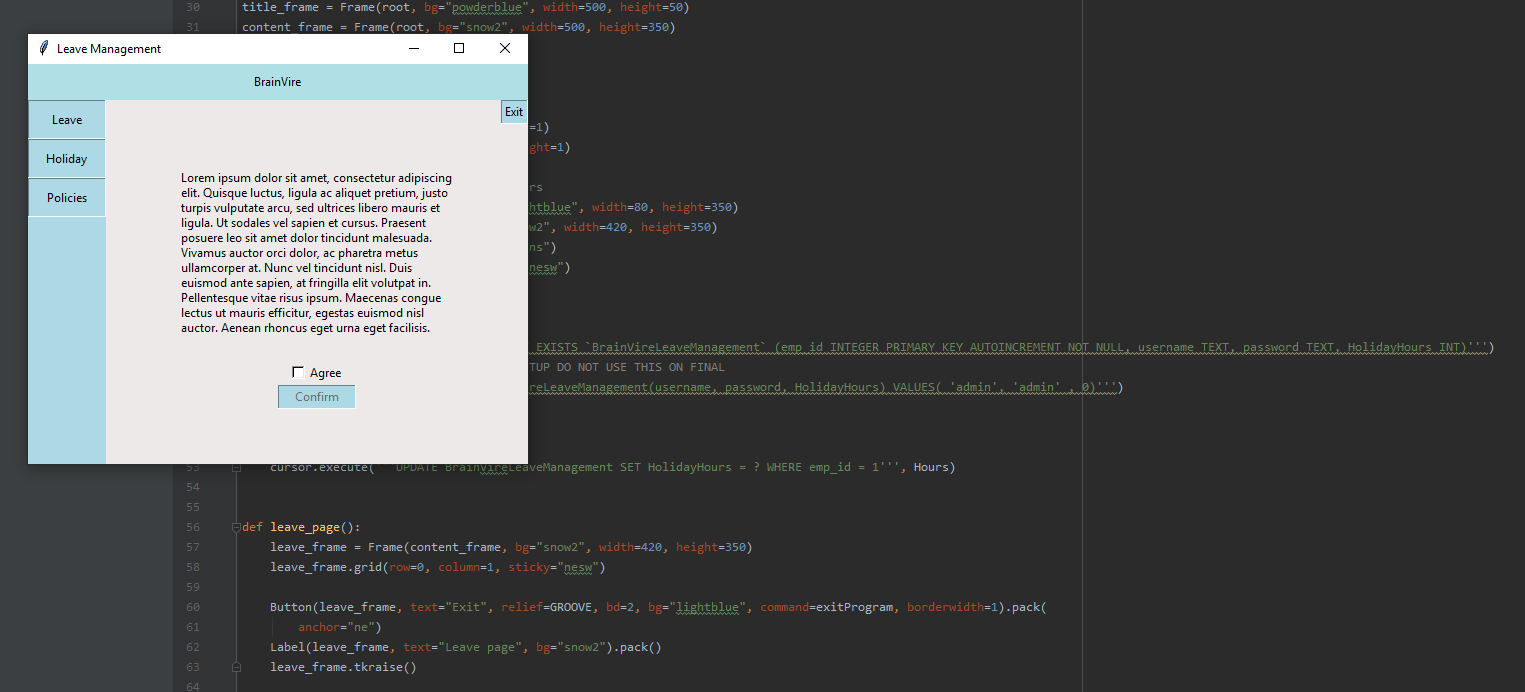 30 title_frame = Frame(root, bg="powderblue", width=500, height=50)
31 content_frame = Frame(root, bg="snow2", width=500, height=350)
Leave Management
BrainVire
Exit
Leave
Holiday
Policies
Lorem ipsum dolor sit amet, consectetur adipiscing
elit. Quisque luctus, ligula ac aliquet pretium, justo
turpis vulputate arcu, sed ultrices libero mauris et
ligula. Ut sodales vel sapien et cursus. Praesent
posuere leo sit amet dolor tincidunt malesuada.
Vivamus auctor orci dolor, ac pharetra metus
ullamcorper at. Nunc vel tincidunt nisl. Duis
euismod ante sapien, at fringilla elit volutpat in.
Pellentesque vitae risus ipsum. Maecenas congue
lectus ut mauris efficitur, egestas euismod nisl
auctor. Aenean rhoncus eget urna eget facilisis.
Agree
Confirm
=1)
ght=1)
rs
htblue", width=80, height=350)
w2", width=420, height=350)
ns")
nesw")
EXISTS `BrainVireLeaveManagement` (emp_id INTEGER PRIMARY KEY AUTOINCREMENT NOT NULL, username TEXT, password TEXT, HolidayHours INT)''')
TUP DO NOT USE THIS ON FINAL
reLeaveManagement(username, password, HolidayHours) VALUES( 'admin', 'admin' , 0)''')
53 cursor.execute('''UPDATE BrainVireLeaveManagement SET HolidayHours = ? WHERE emp_id = 1''', Hours)
54
55
56 def leave_page():
57 leave_frame = Frame(content_frame, bg="snow2", width=420, height=350)
58 leave_frame.grid(row=0, column=1, sticky="nesw")
59
60 Button(leave_frame, text="Exit", relief=GROOVE, bd=2, bg="lightblue", command=exitProgram, borderwidth=1).pack(
61 anchor="ne")
62 Label(leave_frame, text="Leave page", bg="snow2").pack()
63 leave_frame.tkraise()
64